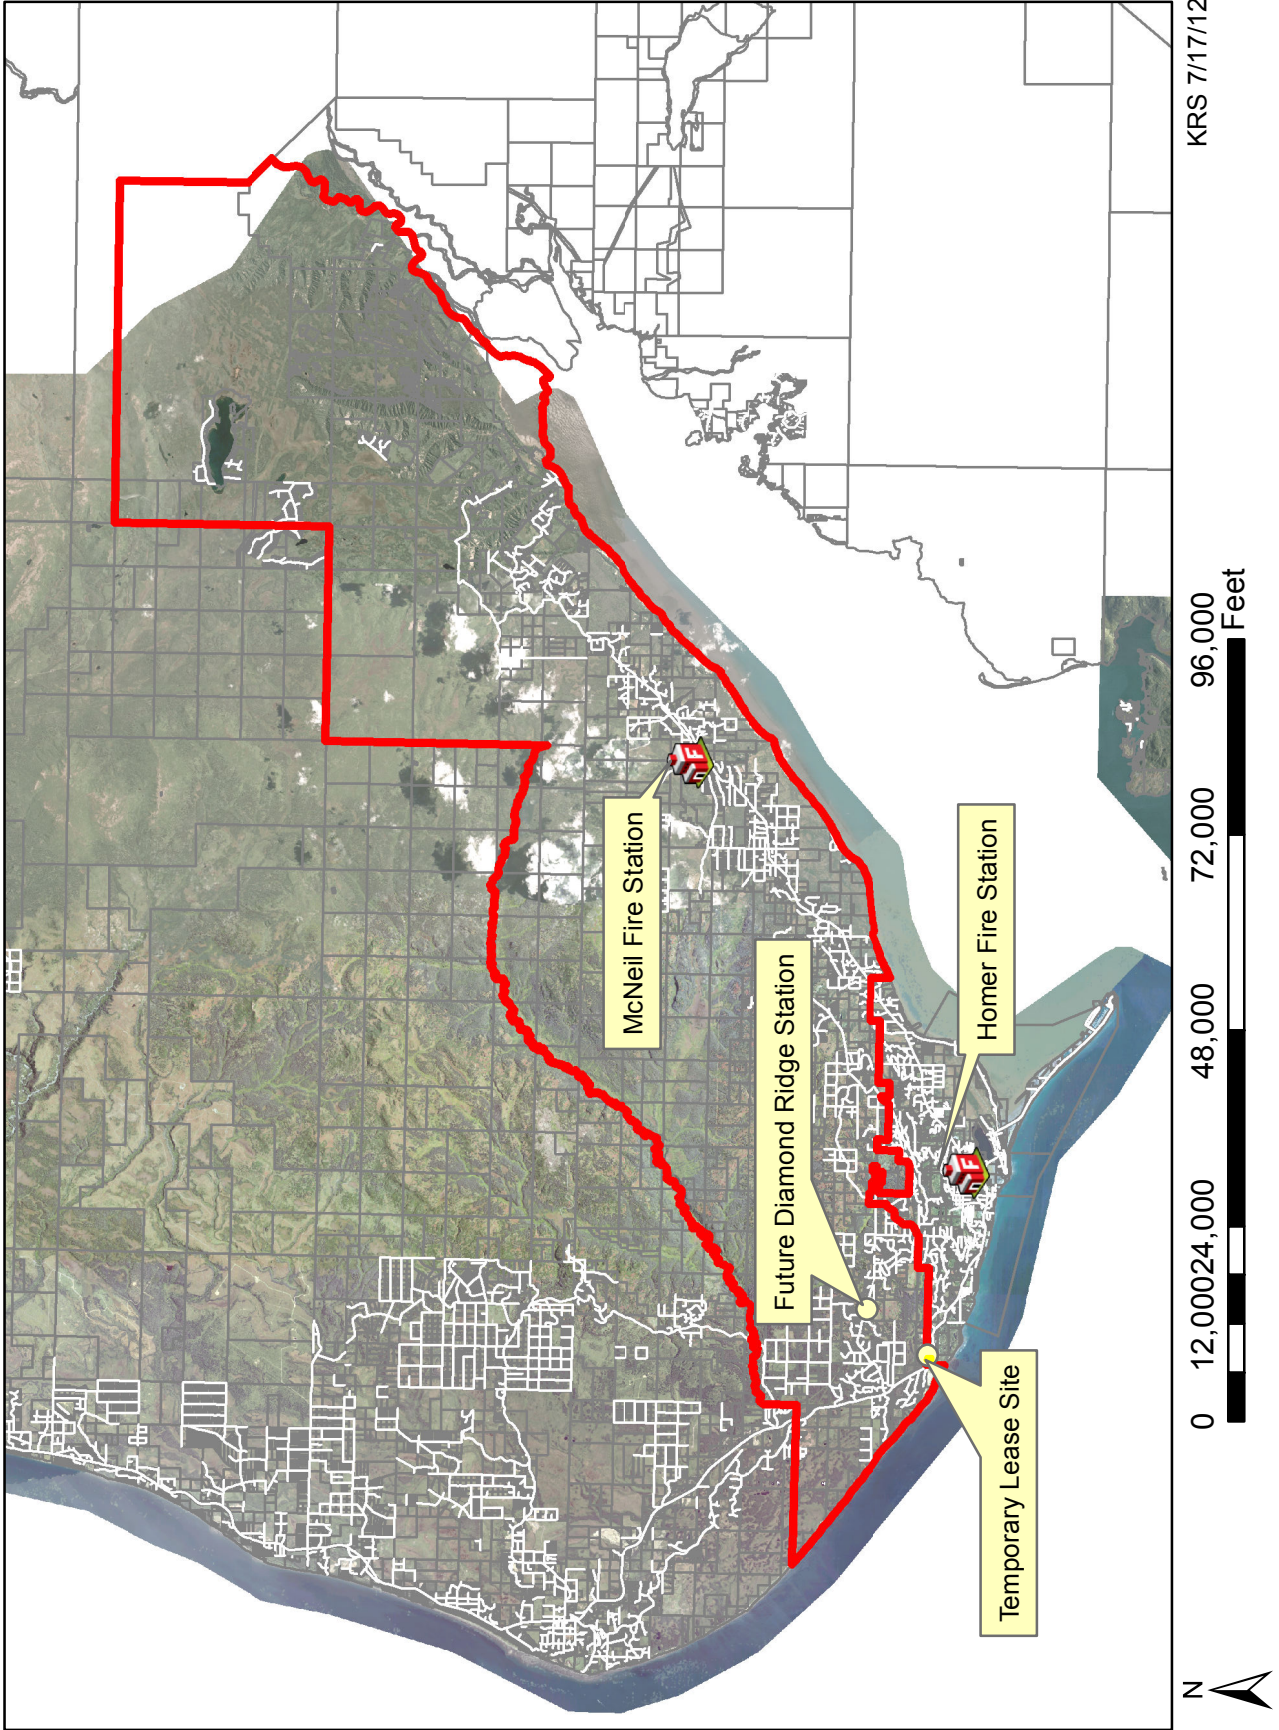 McNeil Fire Station
Future Diamond Ridge Station
Homer Fire Station
Temporary Lease Site
N
0 12,000 24,000 48,000 72,000 96,000
Feet
KRS 7/17/12